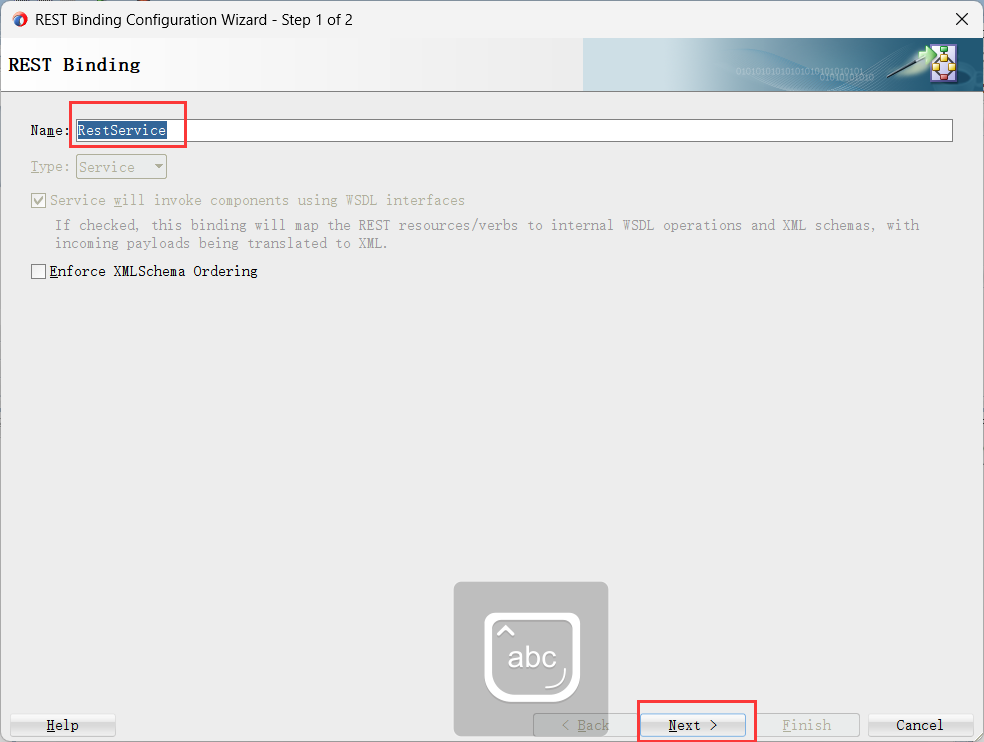 REST Binding Configuration Wizard - Step 1 of 2
REST Binding
Name: RestService
Type: Service
Service will invoke components using WSDL interfaces
If checked, this binding will map the REST resources/verbs to internal WSDL operations and XML schemas, with
incoming payloads being translated to XML.
Enforce XMLSchema Ordering
abc
Help < Back Next > Finish Cancel